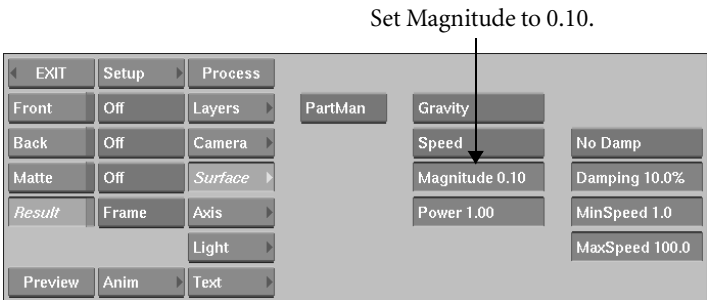 Set Magnitude to 0.10.
EXIT Setup Process
Front Off Layers PartMan Gravity
Back Off Camera Speed No Damp
Matte Off Surface Magnitude 0.10 Damping 10.0%
Result Frame Axis Power 1.00 MinSpeed 1.0
Light MaxSpeed 100.0
Preview Anim Text